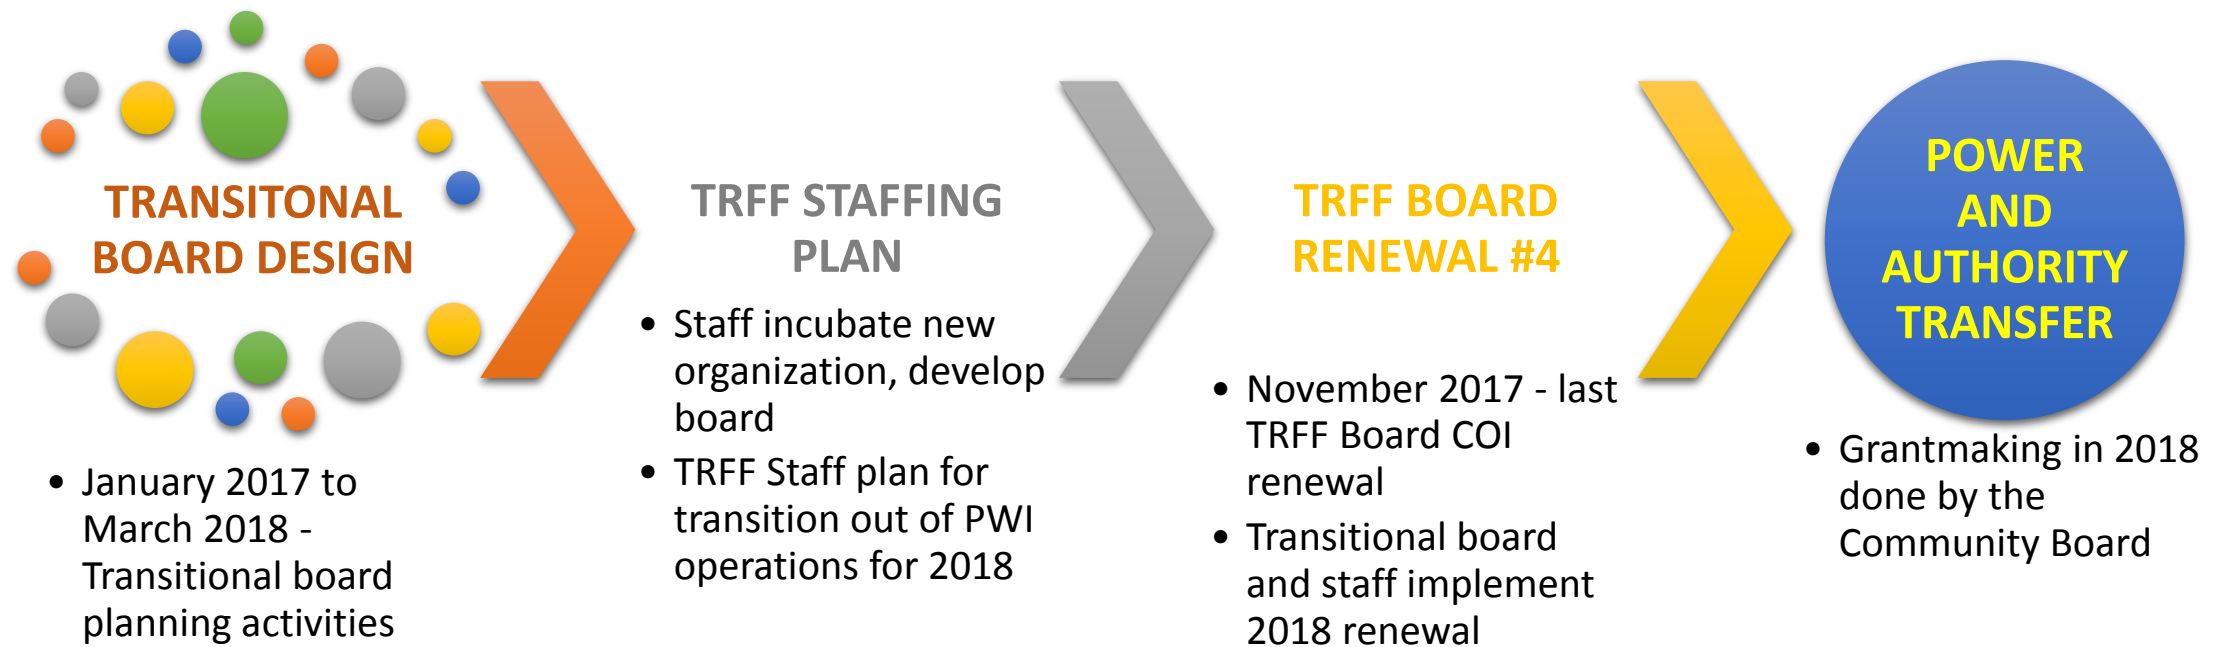 TRANSITONAL
BOARD DESIGN
• January 2017 to
March 2018 -
Transitional board
planning activities
TRFF STAFFING
PLAN
• Staff incubate new
organization, develop
board
• TRFF Staff plan for
transition out of PWI
operations for 2018
TRFF BOARD
RENEWAL #4
• November 2017 - last
TRFF Board COI
renewal
• Transitional board
and staff implement
2018 renewal
POWER
AND
AUTHORITY
TRANSFER
• Grantmaking in 2018
done by the
Community Board